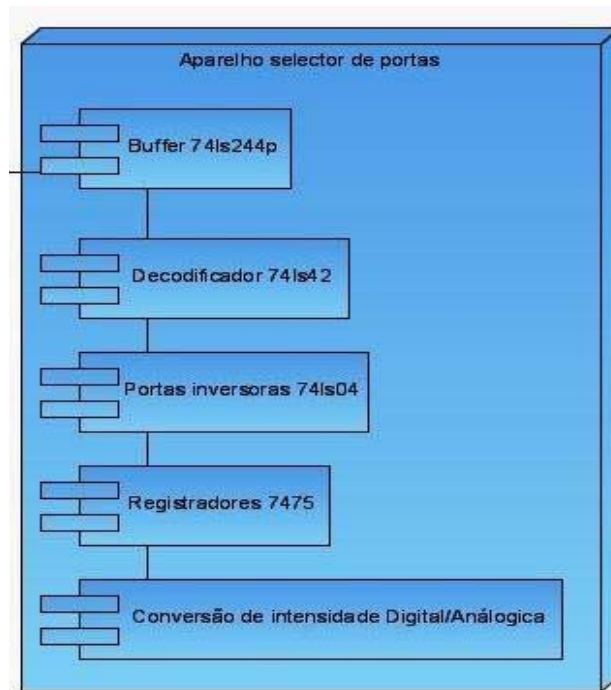 Aparelho selector de portas
Buffer 74ls244p
Decodificador 74ls42
Portas inversoras 74ls04
Registradores 7475
Conversão de intensidade Digital/Análogica